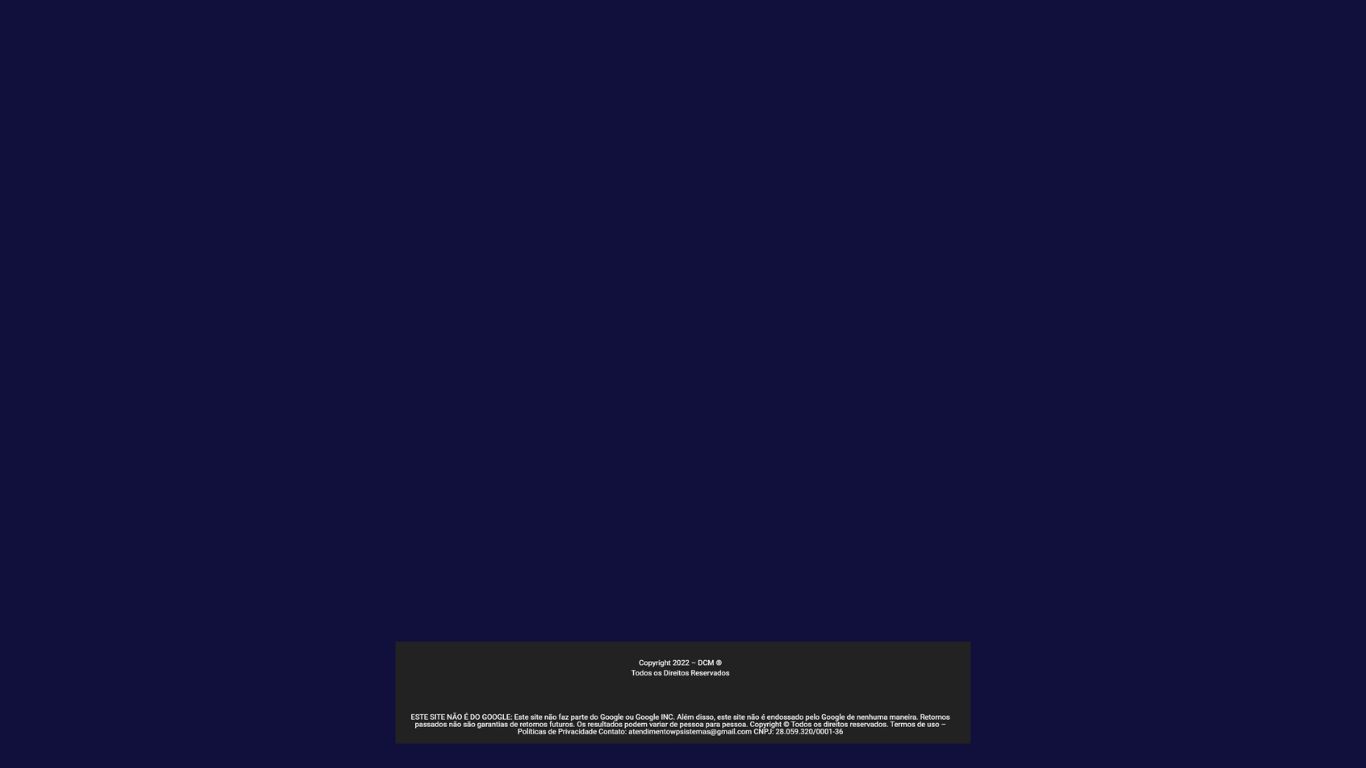 Copyright 2022 – DCM ®
Todos os Direitos Reservados
ESTE SITE NÃO É DO GOOGLE: Este site não faz parte do Google ou Google INC. Além disso, este site não é endossado pelo Google de nenhuma maneira. Retornos
passados não são garantias de retornos futuros. Os resultados podem variar de pessoa para pessoa. Copyright © Todos os direitos reservados. Termos de uso –
Políticas de Privacidade Contato: atendimentowpsistemas@gmail.com CNPJ: 28.059.320/0001-36